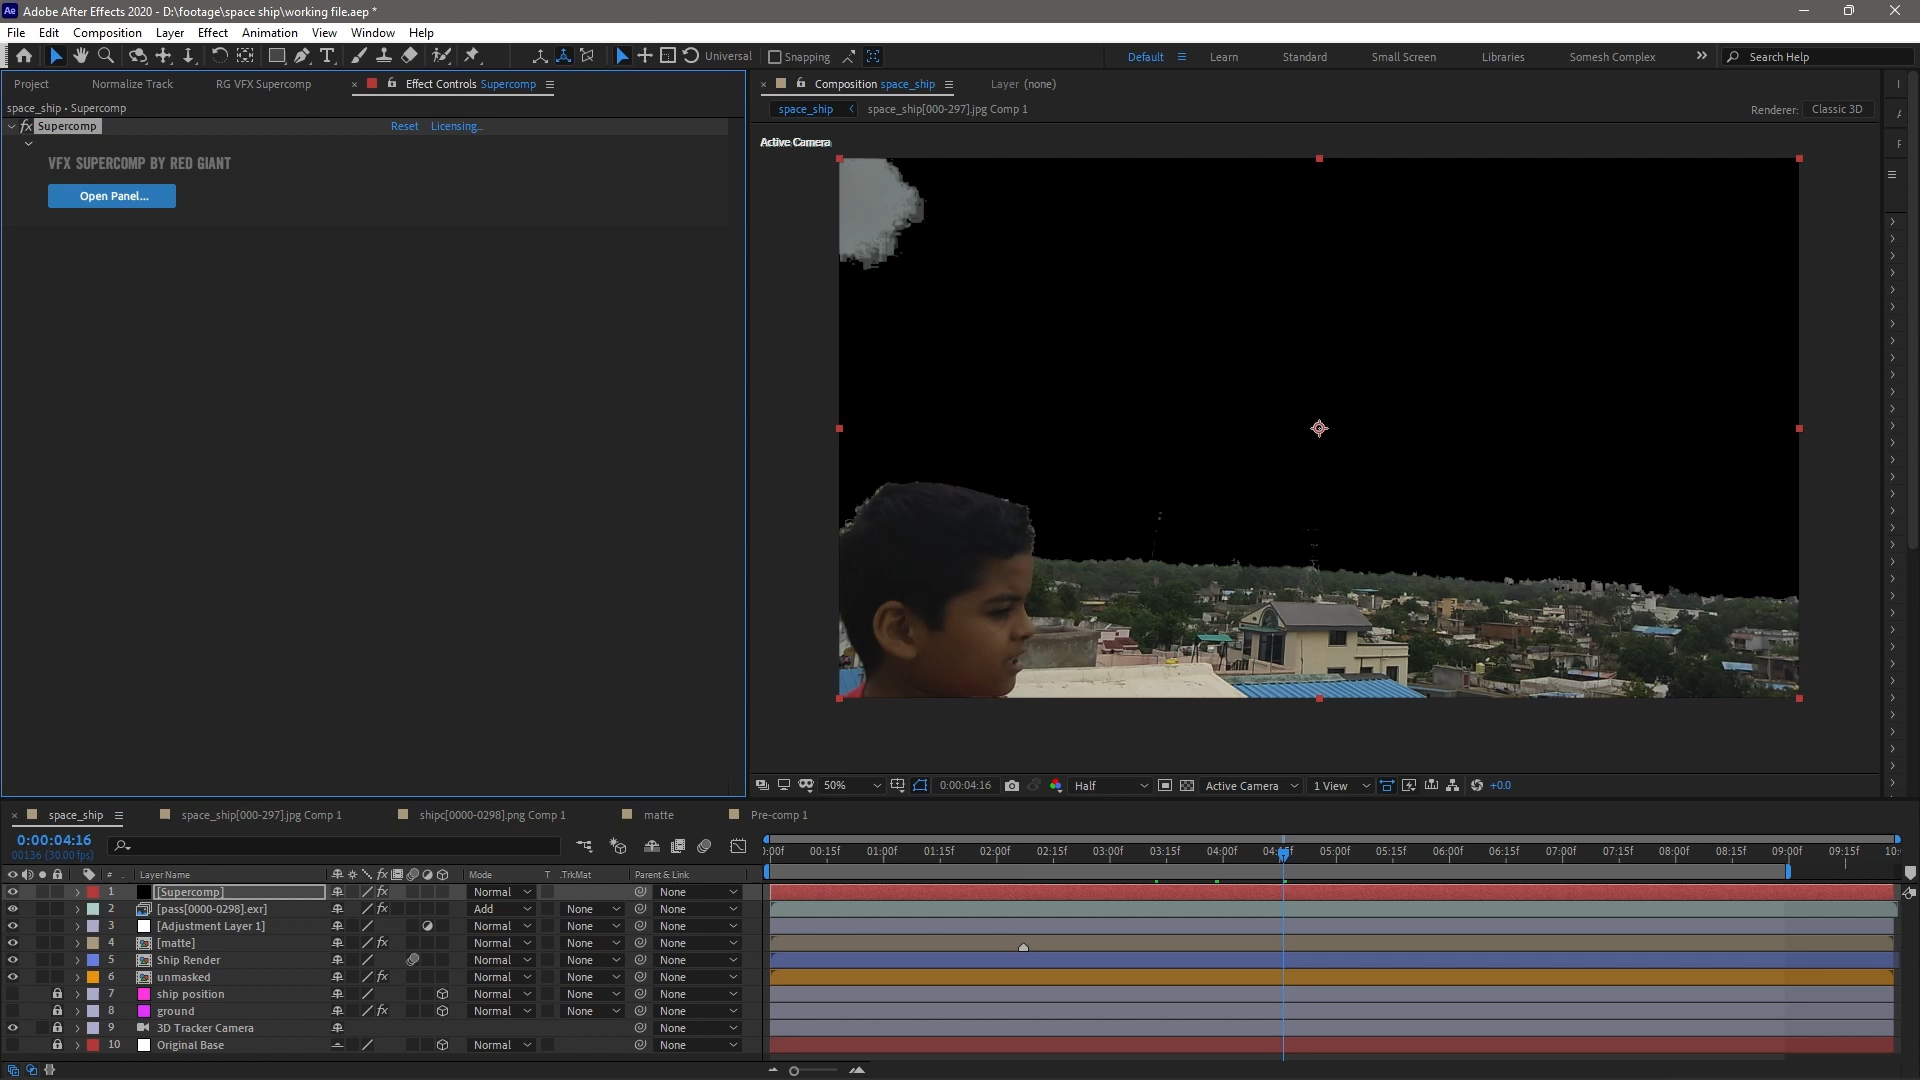 Ae Adobe After Effects 2020 - D:\footage\space ship\working file.aep *
File Edit Composition Layer Effect Animation View Window Help
Universal Snapping Default Learn Standard Small Screen Libraries Somesh Complex Search Help
Project Normalize Track RG VFX Supercomp Effect Controls Supercomp
Composition space_ship Layer (none)
space_ship • Supercomp
space_ship space_ship[000-297].jpg Comp 1 Renderer: Classic 3D
fx Supercomp Reset Licensing...
Active Camera
VFX SUPERCOMP BY RED GIANT
Open Panel...
50% 0:00:04:16 Half Active Camera 1 View +0.0
space_ship space_ship[000-297].jpg Comp 1 shipc[0000-0298].png Comp 1 matte Pre-comp 1
0:00:04:16
00136 (30.00 fps)
:00f 00:15f 01:00f 01:15f 02:00f 02:15f 03:00f 03:15f 04:00f 05:00f 05:15f 06:00f 06:15f 07:00f 07:15f 08:00f 08:15f 09:00f 09:15f 10:
# Layer Name fx Mode T .TrkMat Parent & Link
1 [Supercomp] fx Normal None
2 [pass[0000-0298].exr] fx Add None None
3 [Adjustment Layer 1] Normal None None
4 [matte] fx Normal None None
5 Ship Render Normal None None
6 unmasked fx Normal None None
7 ship position Normal None None
8 ground fx Normal None None
9 3D Tracker Camera None
10 Original Base Normal None